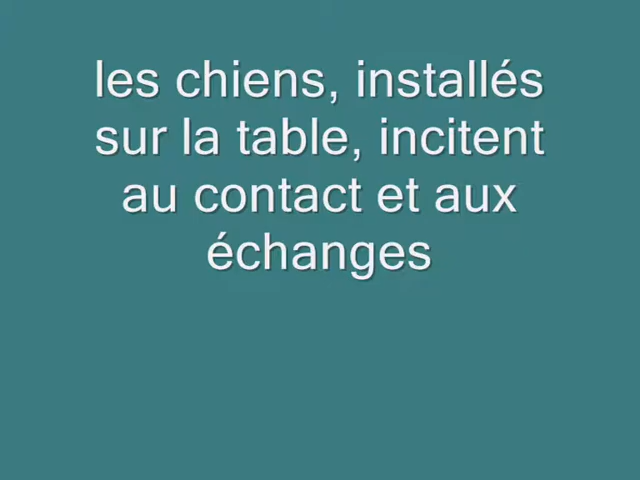 les chiens, installés
sur la table, incitent
au contact et aux
échanges